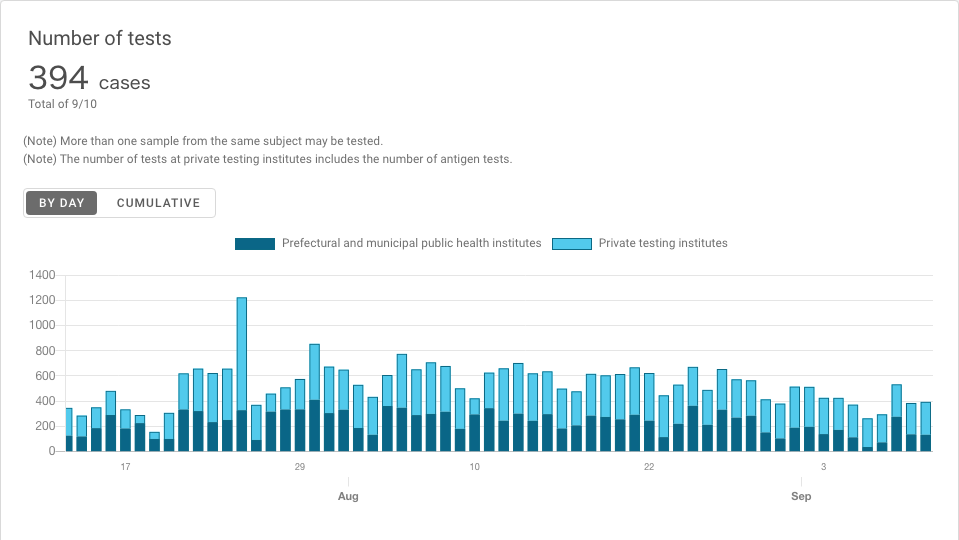 Number of tests
394 cases
Total of 9/10
(Note) More than one sample from the same subject may be tested.
(Note) The number of tests at private testing institutes includes the number of antigen tests.
BY DAY CUMULATIVE
Prefectural and municipal public health institutes Private testing institutes
1400
1200
1000
800
600
400
200
0
17 29 10 22 3
Aug Sep